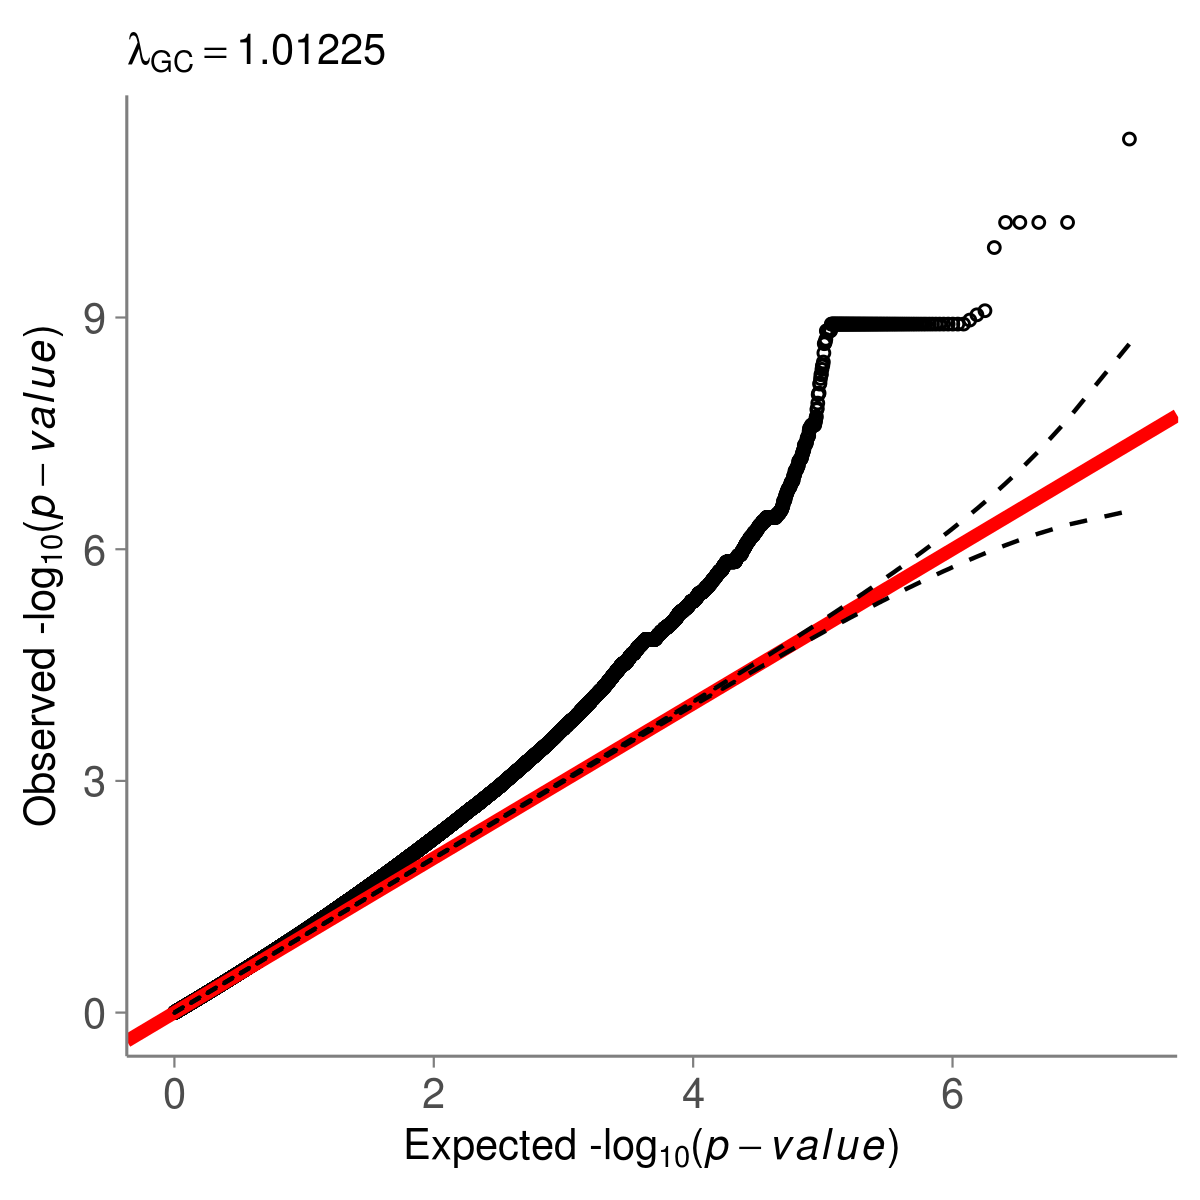 λGC = 1.01225
Observed -log10(p − value)
9
6
3
0
0 2 4 6
Expected -log10(p − value)